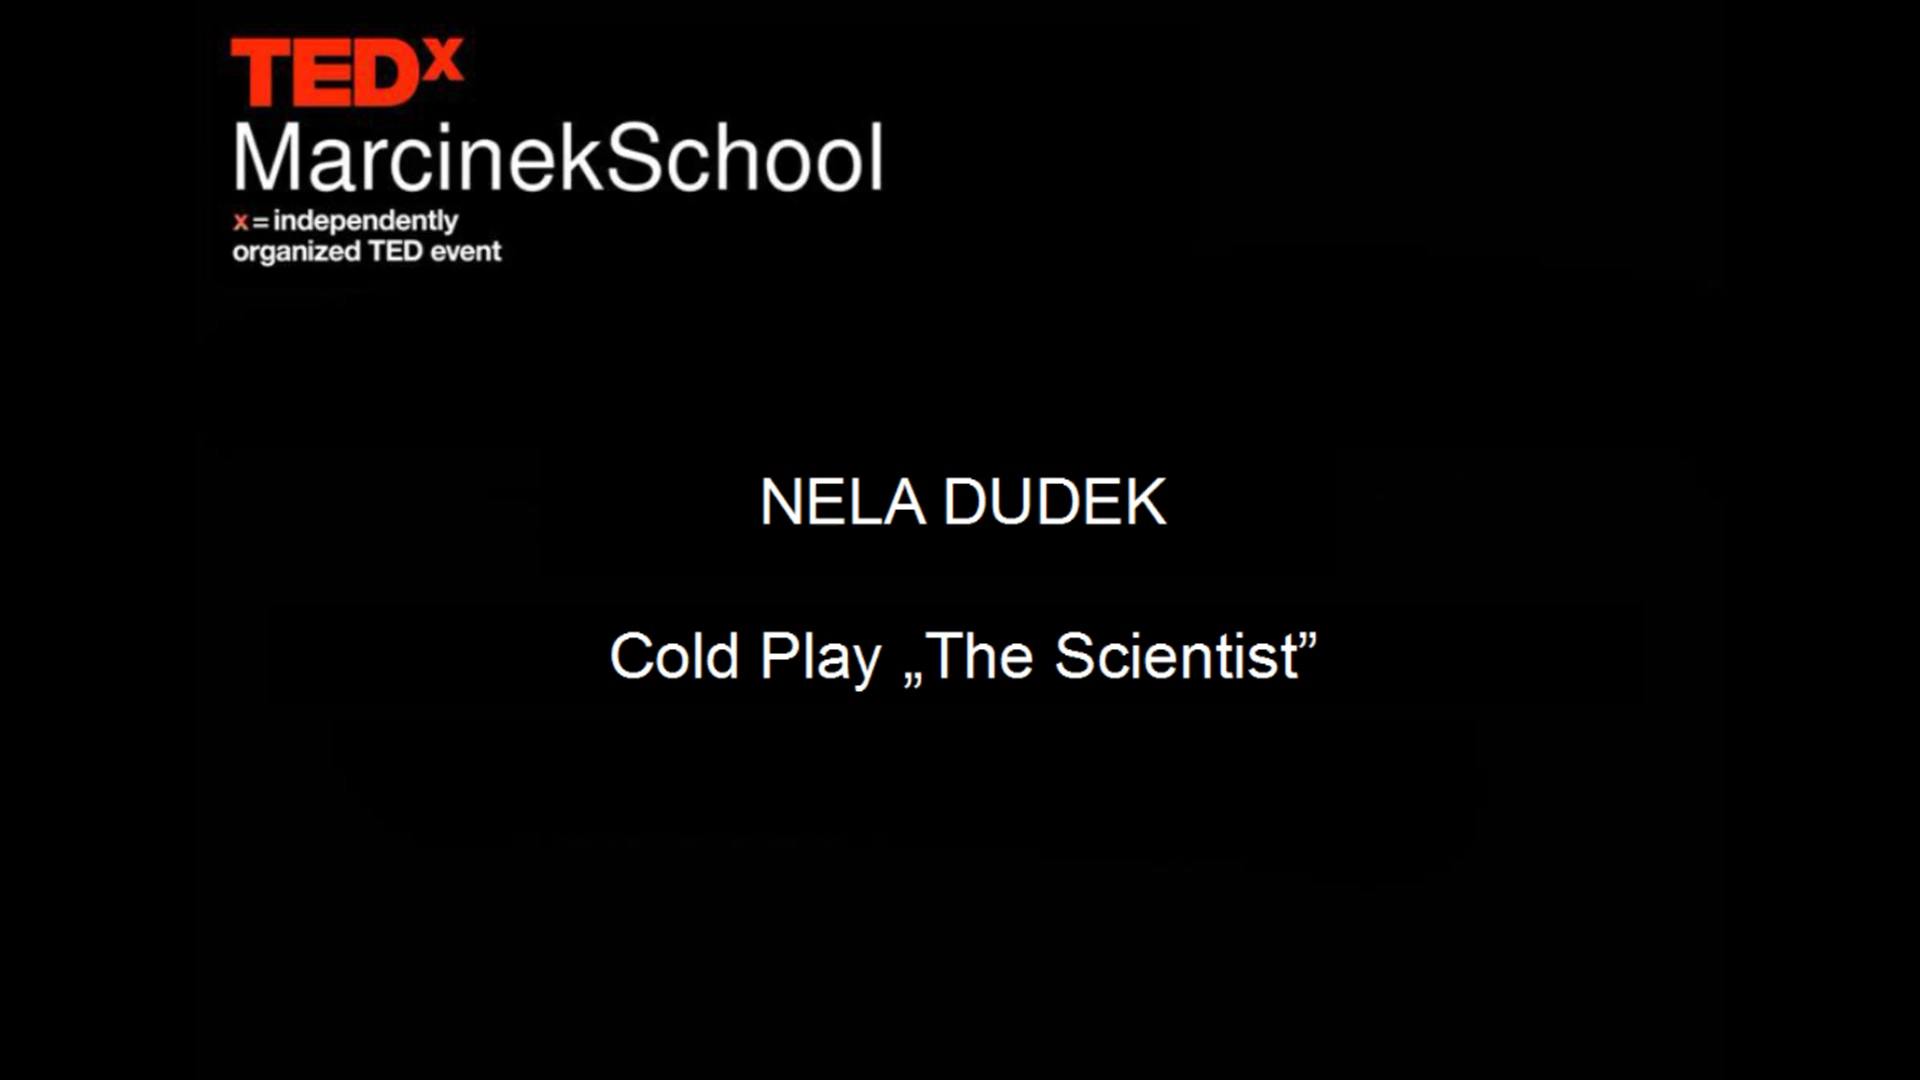 TEDx
MarcinekSchool
x = independently
organized TED event
NELA DUDEK
Cold Play „The Scientist”